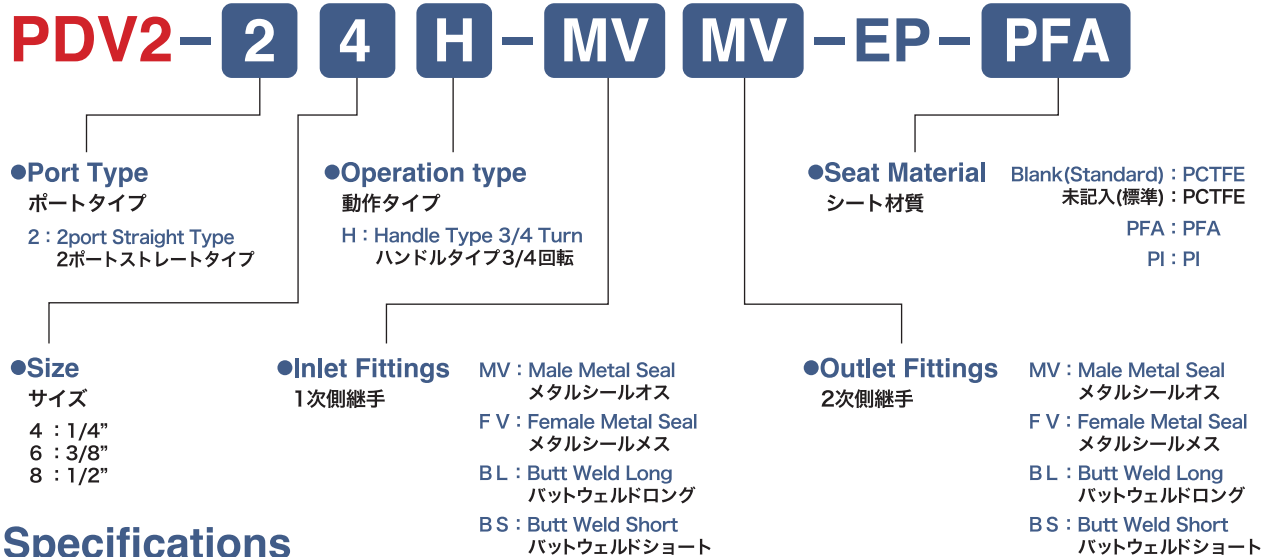 PDV2-24H-MV MV-EP-PFA
●Port Type
ポートタイプ
2：2port Straight Type
2ポートストレートタイプ
●Operation type
動作タイプ
H：Handle Type 3/4 Turn
ハンドルタイプ3/4回転
●Seat Material
シート材質
Blank(Standard)：PCTFE
未記入(標準)：PCTFE
PFA：PFA
PI：PI
●Size
サイズ
4 ：1/4”
6 ：3/8”
8 ：1/2”
●Inlet Fittings
1次側継手
MV：Male Metal Seal
メタルシールオス
F V：Female Metal Seal
メタルシールメス
B L：Butt Weld Long
バットウェルドロング
B S：Butt Weld Short
バットウェルドショート
●Outlet Fittings
2次側継手
MV：Male Metal Seal
メタルシールオス
F V：Female Metal Seal
メタルシールメス
B L：Butt Weld Long
バットウェルドロング
B S：Butt Weld Short
バットウェルドショート
Specifications